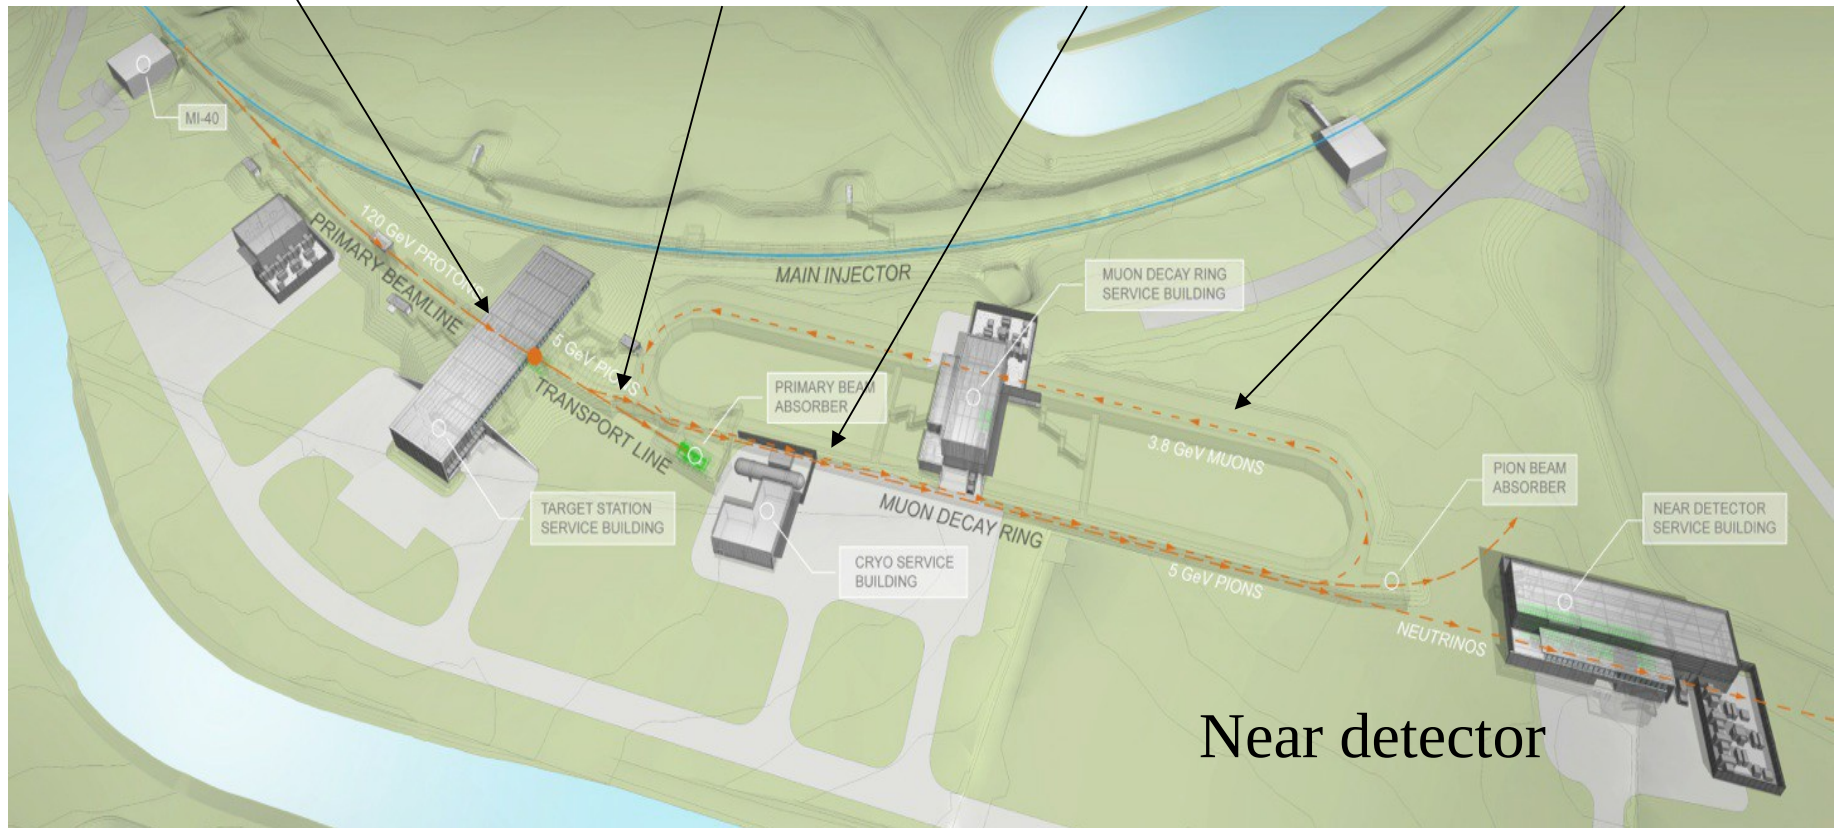 MI-40
120 GeV PROTONS
PRIMARY BEAMLINE
MAIN INJECTOR
MUON DECAY RING
SERVICE BUILDING
5 GeV PIONS
TRANSPORT LINE
PRIMARY BEAM
ABSORBER
3.8 GeV MUONS
PION BEAM
ABSORBER
TARGET STATION
SERVICE BUILDING
MUON DECAY RING
NEAR DETECTOR
SERVICE BUILDING
CRYO SERVICE
BUILDING
5 GeV PIONS
NEUTRINOS
Near detector